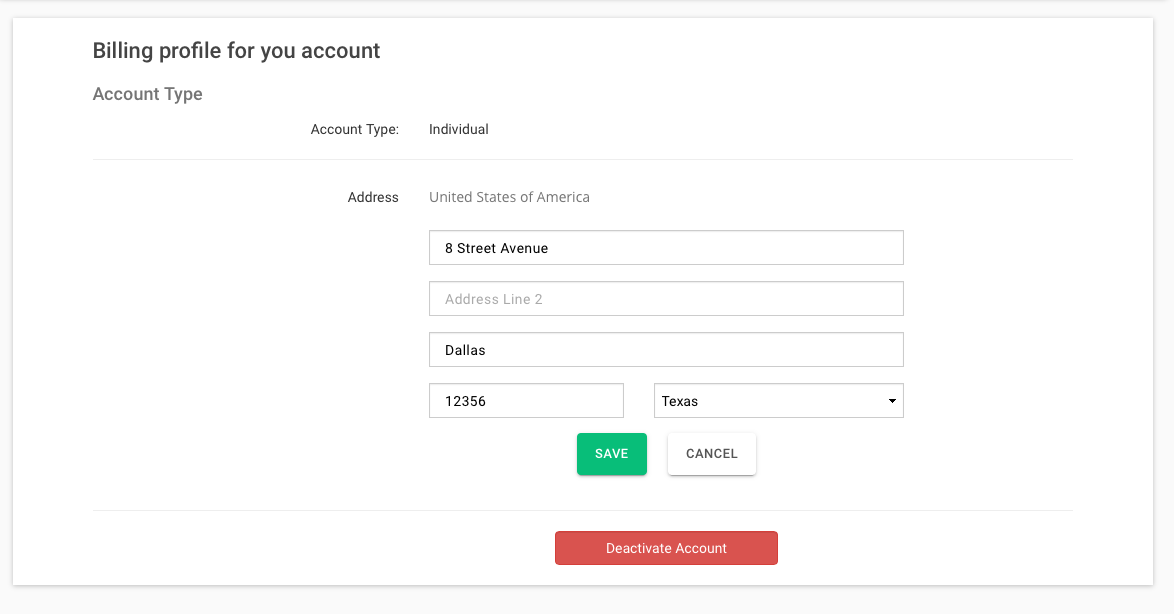 Billing profile for you account
Account Type
Account Type: Individual
Address United States of America
8 Street Avenue
Address Line 2
Dallas
12356 Texas
SAVE CANCEL
Deactivate Account